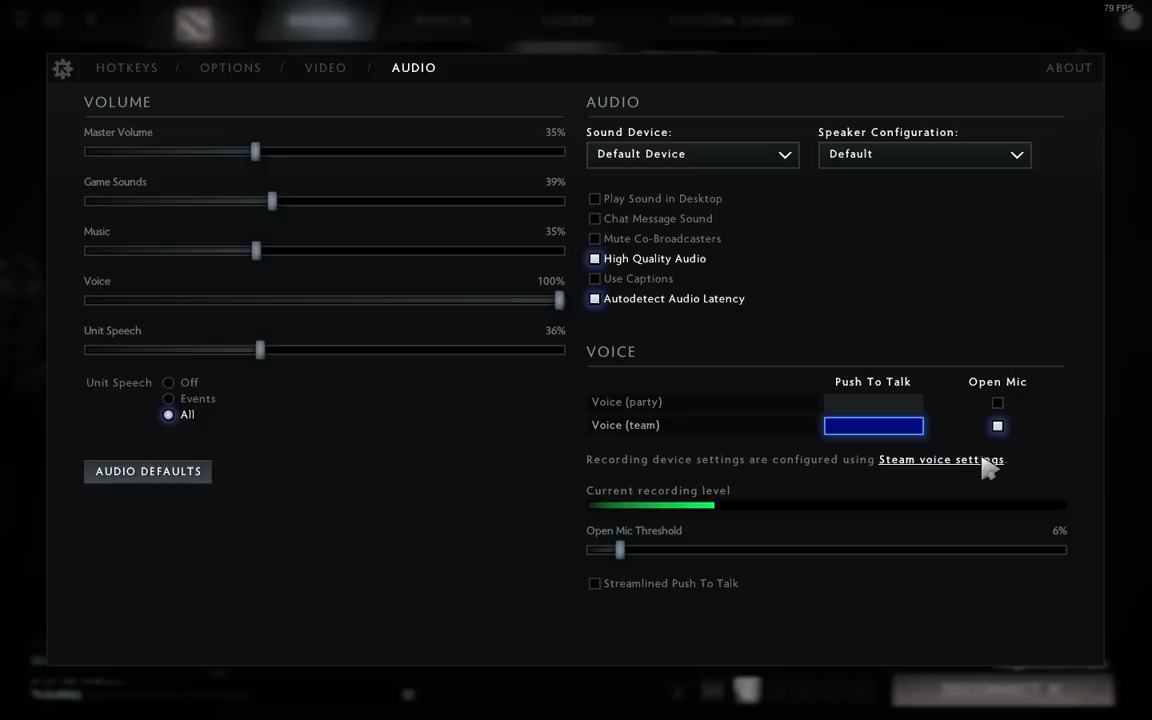 79 FPS
HOTKEYS / OPTIONS / VIDEO / AUDIO ABOUT
VOLUME
Master Volume 35%
Game Sounds 39%
Music 35%
Voice 100%
Unit Speech 36%
Unit Speech Off
Events
All
AUDIO DEFAULTS
AUDIO
Sound Device: Speaker Configuration:
Default Device Default
Play Sound in Desktop
Chat Message Sound
Mute Co-Broadcasters
High Quality Audio
Use Captions
Autodetect Audio Latency
VOICE
Push To Talk Open Mic
Voice (party)
Voice (team)
Recording device settings are configured using Steam voice settings.
Current recording level
Open Mic Threshold 6%
Streamlined Push To Talk